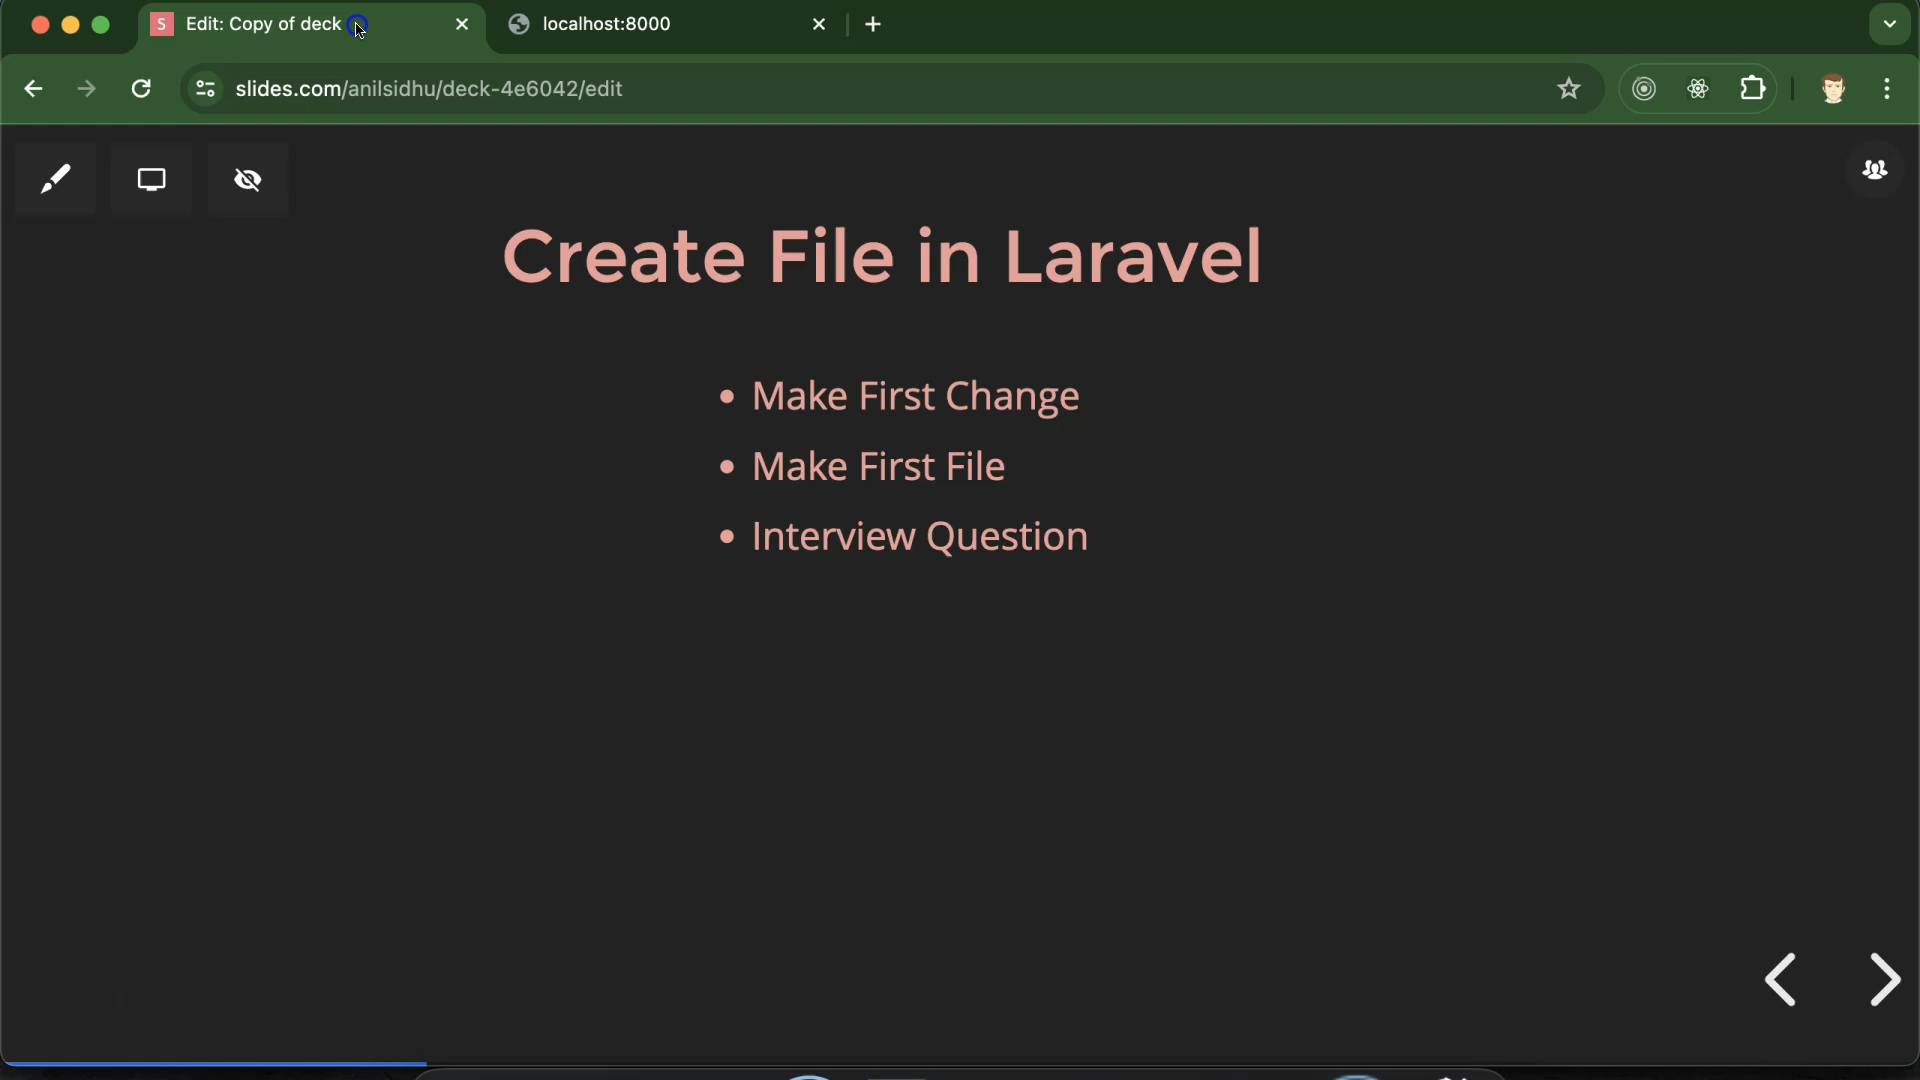 S Edit: Copy of deck
localhost:8000
slides.com/anilsidhu/deck-4e6042/edit
Create File in Laravel
• Make First Change
• Make First File
• Interview Question